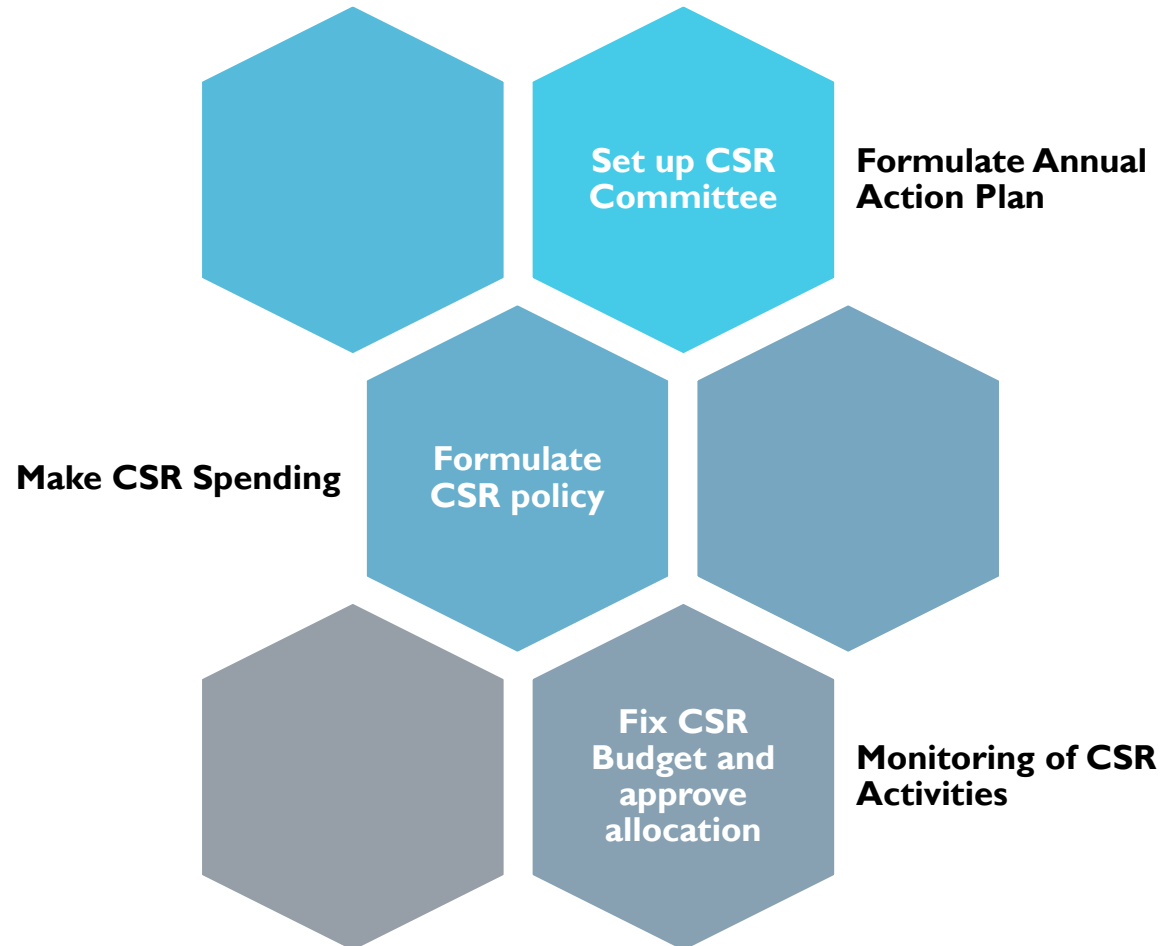 Set up CSR
Committee
Formulate Annual
Action Plan
Make CSR Spending
Formulate
CSR policy
Fix CSR
Budget and
approve
allocation
Monitoring of CSR
Activities